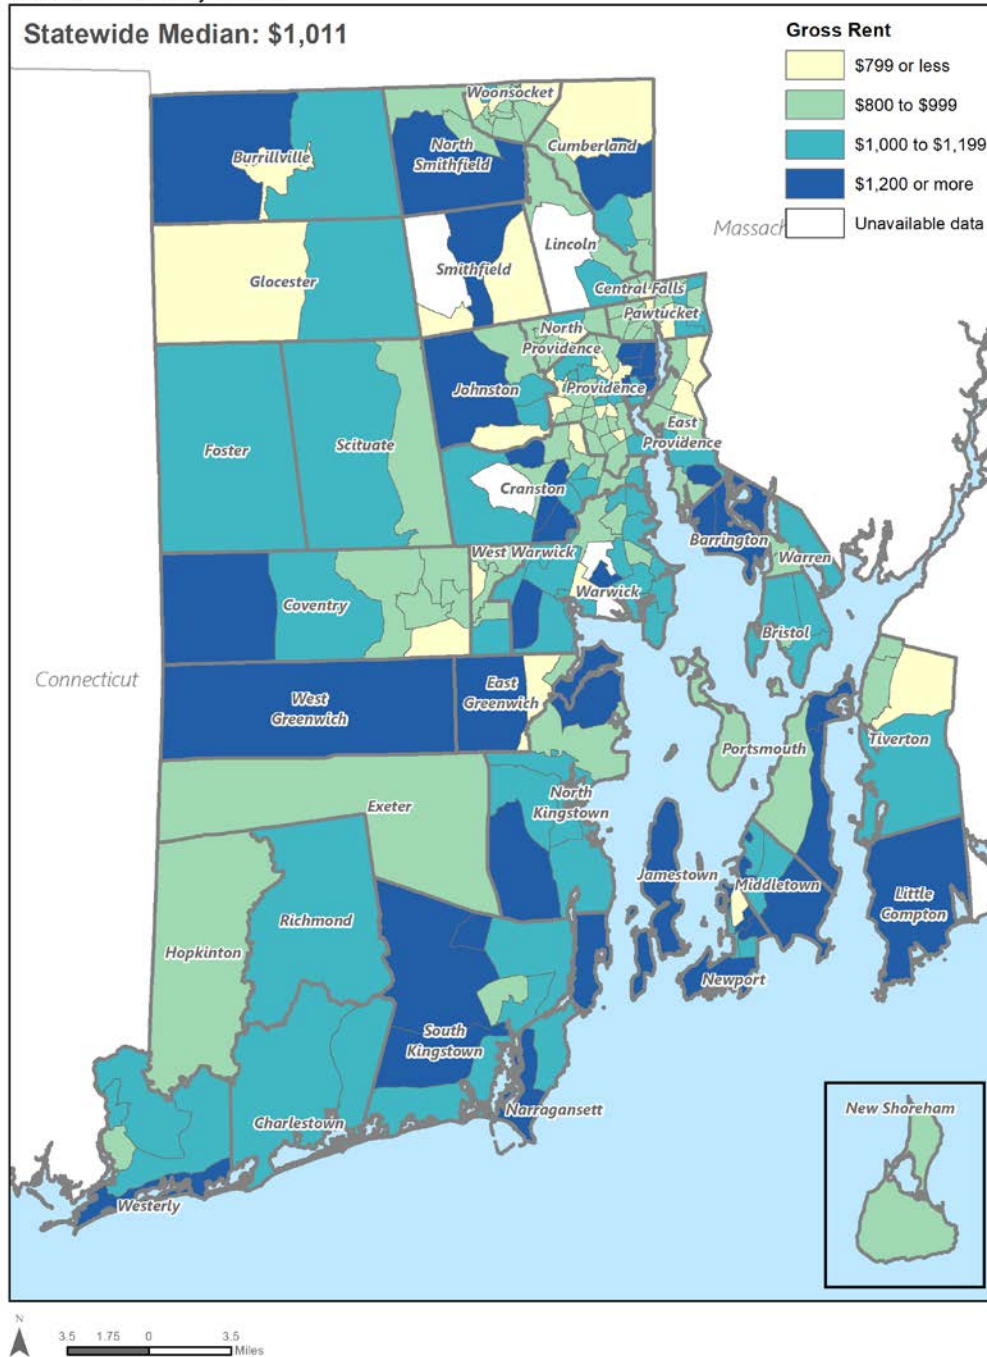 Statewide Median: $1,011
Gross Rent
$799 or less
$800 to $999
$1,000 to $1,199
$1,200 or more
Unavailable data
Woonsocket
Burrillville
North
Smithfield
Cumberland
Massach
Lincoln
Smithfield
Glocester
Central Falls
Pawtucket
North
Providence
Johnston
Providence
East
Providence
Foster
Scituate
Cranston
Barrington
West Warwick
Warren
Warwick
Coventry
Bristol
Connecticut
West
Greenwich
East
Greenwich
Portsmouth
Tiverton
Exeter
North
Kingstown
Jamestown
Middletown
Little
Compton
Richmond
Hopkinton
Newport
South
Kingstown
Narragansett
Charlestown
New Shoreham
Westerly
N
3.5 1.75 0 3.5
Miles